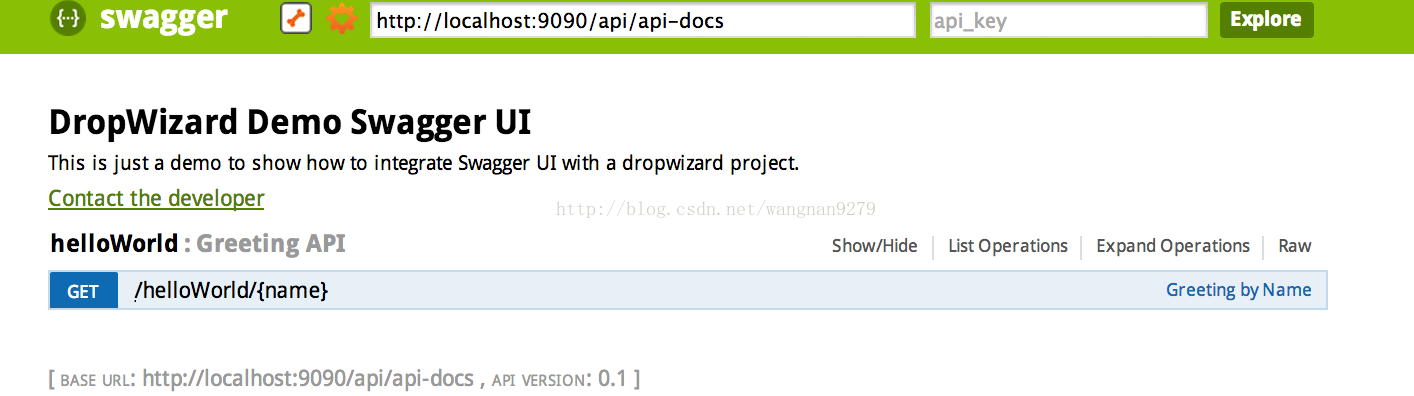 {···} swagger http://localhost:9090/api/api-docs api_key Explore
DropWizard Demo Swagger UI
This is just a demo to show how to integrate Swagger UI with a dropwizard project.
Contact the developer
http://blog.csdn.net/wangnan9279
helloWorld : Greeting API Show/Hide List Operations Expand Operations Raw
GET /helloWorld/{name} Greeting by Name
[ BASE URL: http://localhost:9090/api/api-docs , API VERSION: 0.1 ]